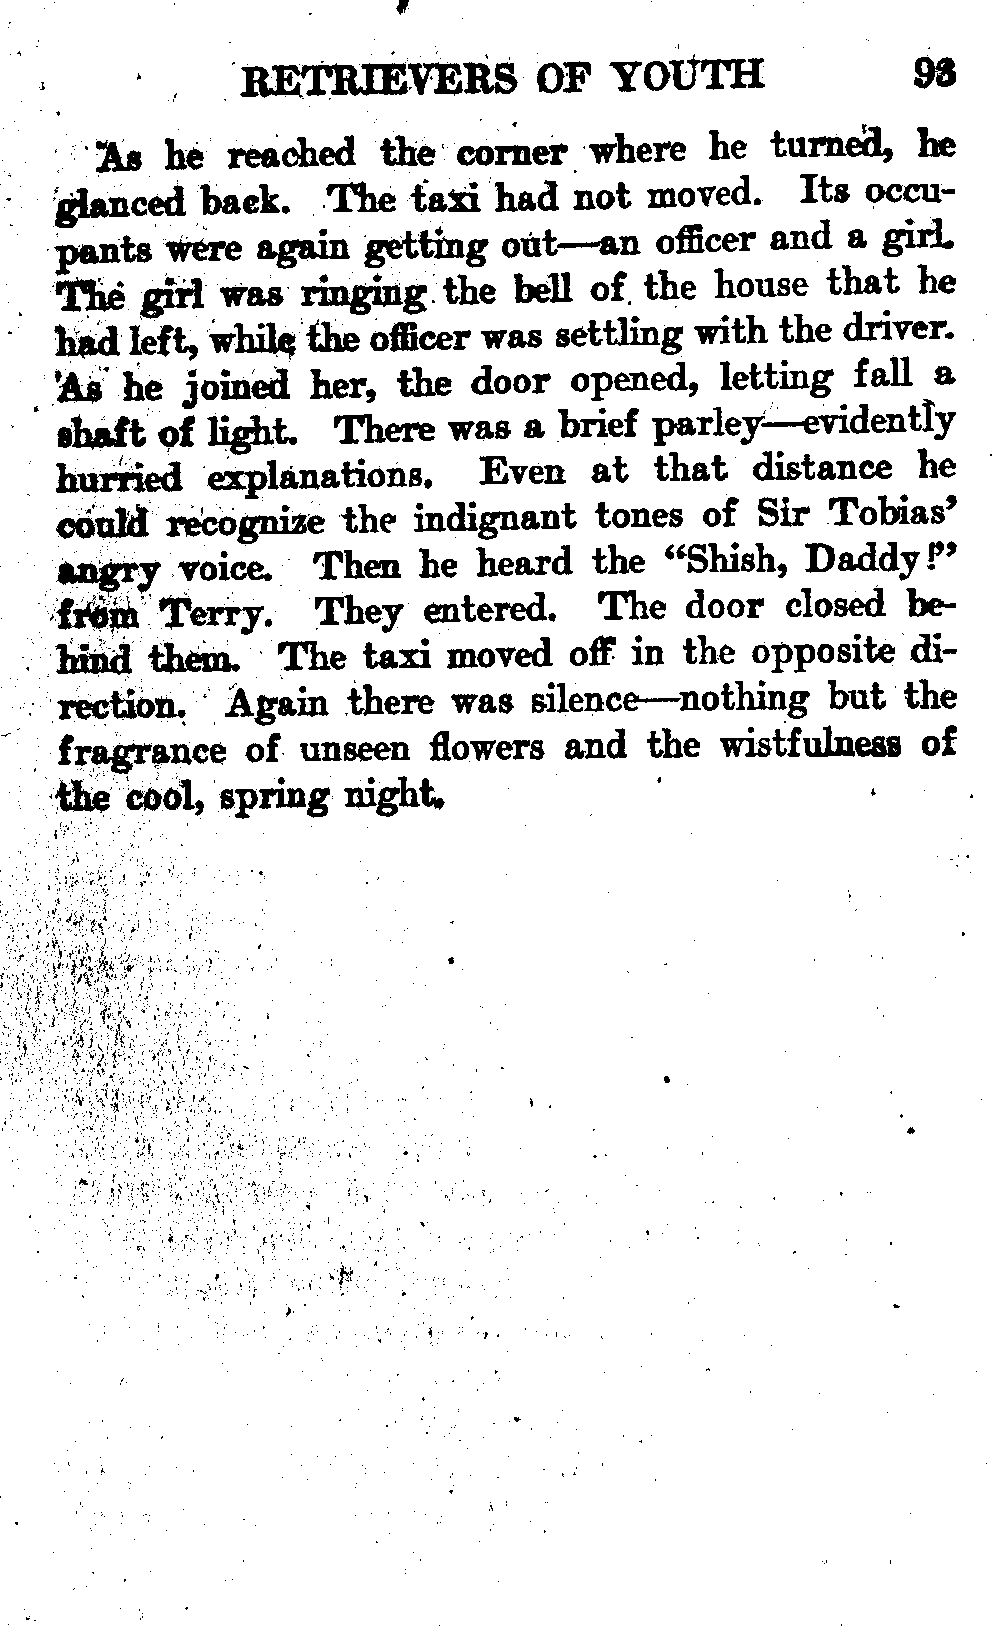 RETRIEVERS OF YOUTH 93
As he reached the corner where he turned, he
glanced back. The taxi had not moved. Its occu-
pants were again getting out—an officer and a girl.
The girl was ringing the bell of the house that he
had left, while the officer was settling with the driver.
As he joined her, the door opened, letting fall a
shaft of light. There was a brief parley—evidently
hurried explanations. Even at that distance he
could recognize the indignant tones of Sir Tobias'
angry voice. Then he heard the "Shish, Daddy!"
from Terry. They entered. The door closed be-
hind them. The taxi moved off in the opposite di-
rection. Again there was silence—nothing but the
fragrance of unseen flowers and the wistfulness of
the cool, spring night.